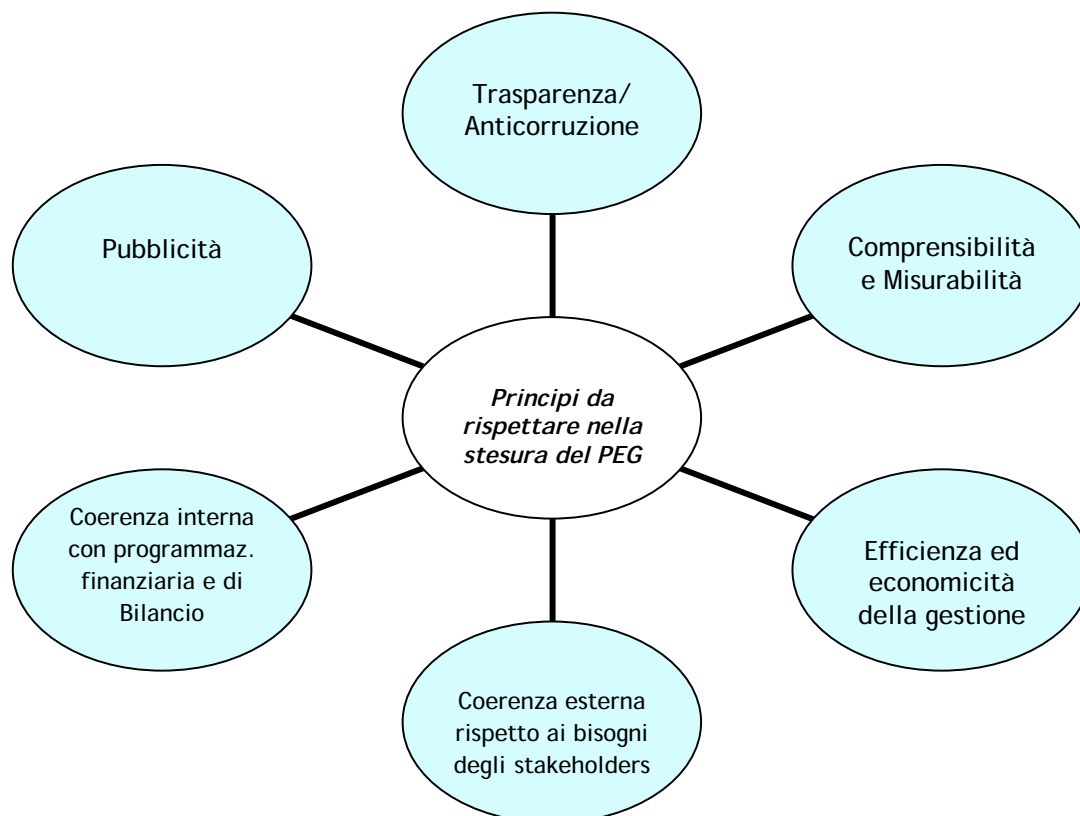 Trasparenza/
Anticorruzione
Pubblicità
Comprensibilità
e Misurabilità
Principi da
rispettare nella
stesura del PEG
Coerenza interna
con programmaz.
finanziaria e di
Bilancio
Efficienza ed
economicità
della gestione
Coerenza esterna
rispetto ai bisogni
degli stakeholders